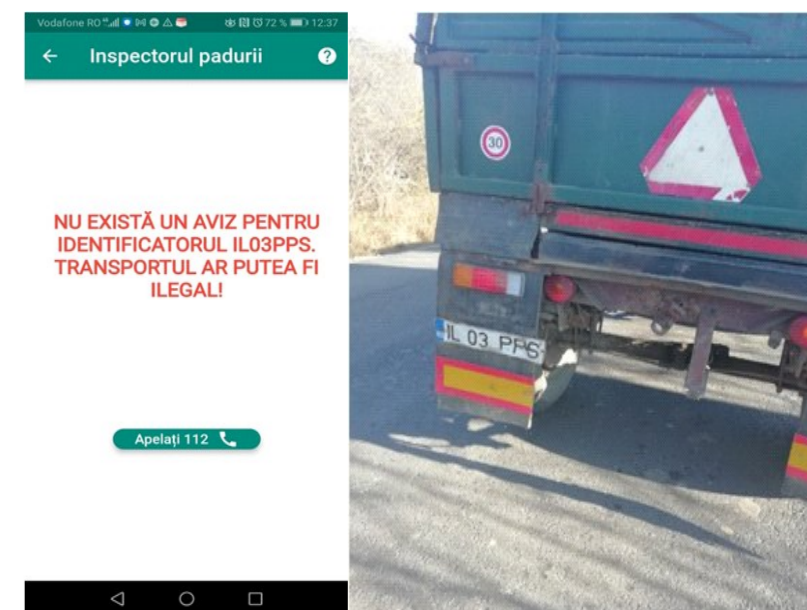 Vodafone RO
72 % 12:37
Inspectorul padurii
?
NU EXISTĂ UN AVIZ PENTRU
IDENTIFICATORUL IL03PPS.
TRANSPORTUL AR PUTEA FI
ILEGAL!
Apelați 112
30
IL 03 PPS